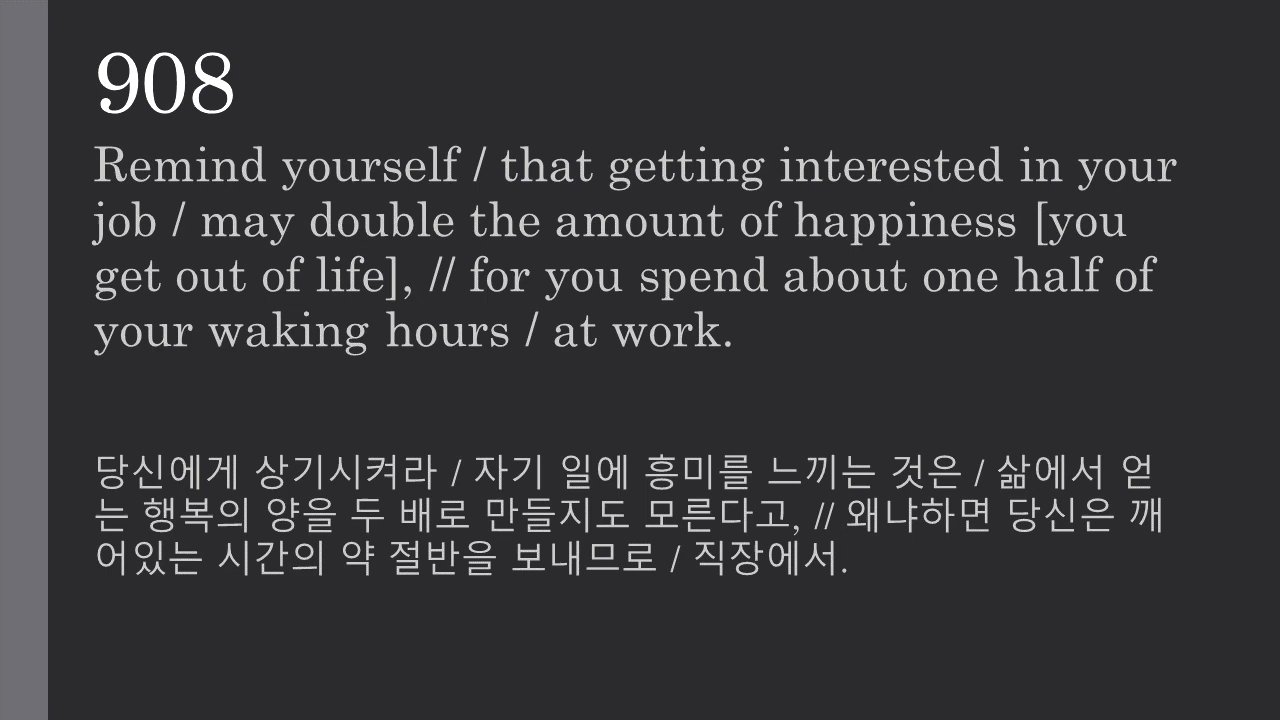 908
Remind yourself / that getting interested in your
job / may double the amount of happiness [you
get out of life], // for you spend about one half of
your waking hours / at work.
당신에게 상기시켜라 / 자기 일에 흥미를 느끼는 것은 / 삶에서 얻
는 행복의 양을 두 배로 만들지도 모른다고, // 왜냐하면 당신은 깨
어있는 시간의 약 절반을 보내므로 / 직장에서.